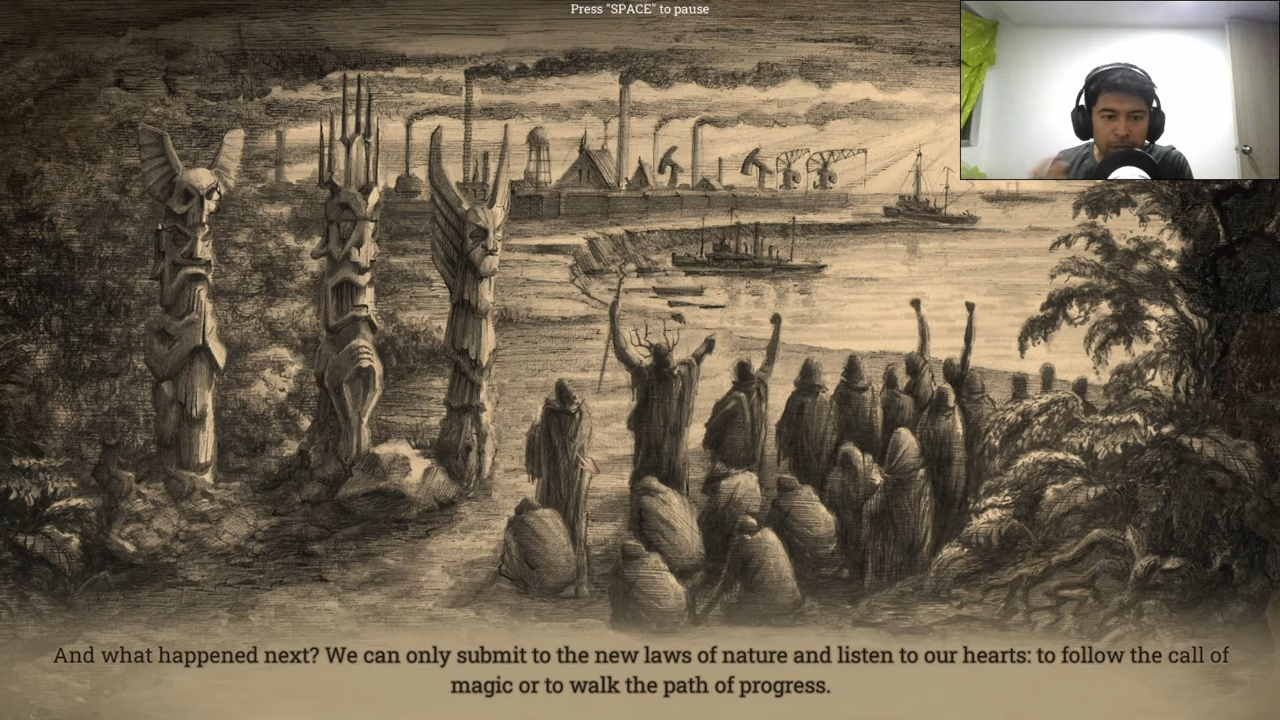 Press "SPACE" to pause
And what happened next? We can only submit to the new laws of nature and listen to our hearts: to follow the call of
magic or to walk the path of progress.